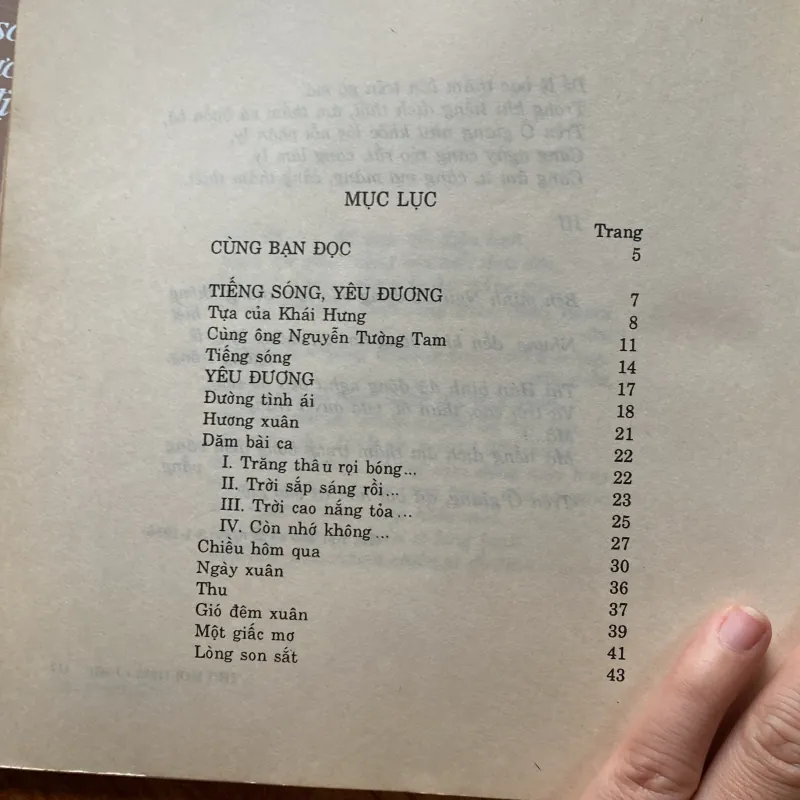 MỤC LỤC
Trang
CÙNG BẠN ĐỌC 5
TIẾNG SÓNG, YÊU ĐƯƠNG 7
Tựa của Khái Hưng 8
Cùng ông Nguyễn Tường Tam 11
Tiếng sóng 14
YÊU ĐƯƠNG 17
Đường tình ái 18
Hương xuân 21
Dăm bài ca 22
I. Trăng thâu rọi bóng... 22
II. Trời sắp sáng rồi... 23
III. Trời cao nắng tỏa... 25
IV. Còn nhớ không... 27
Chiều hôm qua 30
Ngày xuân 36
Thu 37
Gió đêm xuân 39
Một giấc mơ 41
Lòng son sắt 43